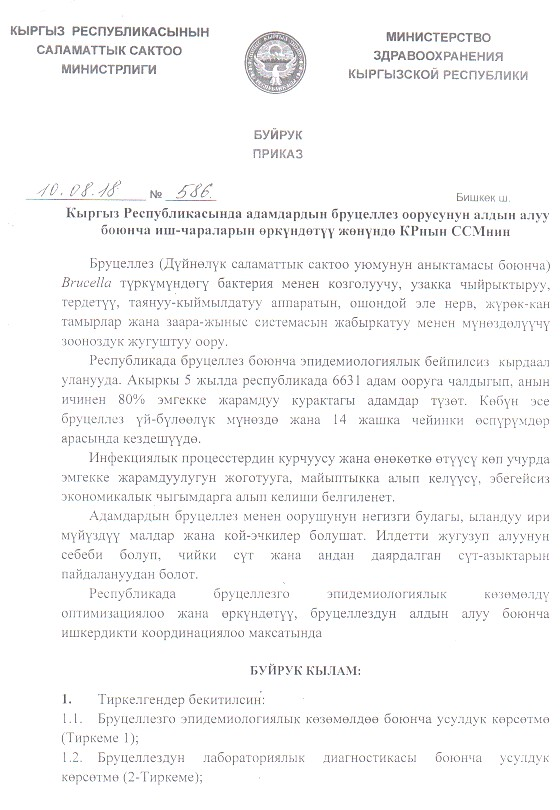 КЫРГЫЗ РЕСПУБЛИКАСЫНЫН
САЛАМАТТЫК САКТОО
МИНИСТРЛИГИ
МИНИСТЕРСТВО
ЗДРАВООХРАНЕНИЯ
КЫРГЫЗСКОЙ РЕСПУБЛИКИ
БУЙРУК
ПРИКАЗ
10.08.18 № 586.
Бишкек ш.
Кыргыз Республикасында адамдардын бруцеллез оорусунун алдын алуу
боюнча иш-чараларын өркүндөтүү жөнүндө КРнын ССМнин
Бруцеллез (Дүйнөлүк саламаттык сактоо уюмунун аныктамасы боюнча)
Brucella түркүмүндөгү бактерия менен козголуучу, узакка чыйрыктыруу,
тердетүү, таянуу-кыймылдатуу аппаратын, ошондой эле нерв, жүрөк-кан
тамырлар жана заара-жыныс системасын жабыркатуу менен мүнөздөлүүчү
зооноздук жугуштуу оору.
Республикада бруцеллез боюнча эпидемиологиялык бейпилсиз кырдаал
уланууда. Акыркы 5 жылда республикада 6631 адам ооруга чалдыгып, анын
ичинен 80% эмгекке жарамдуу курактагы адамдар түзөт. Көбүн эсе
бруцеллез үй-бүлөөлүк мүнөздө жана 14 жашка чейинки өспүрүмдөр
арасында кездешүүдө.
Инфекциялык процесстердин курчуусу жана өнөкөткө өтүүсү көп учурда
эмгекке жарамдуулугун жоготууга, майыптыкка алып келүүсү, эбегейсиз
экономикалык чыгымдарга алып келиши белгиленет.
Адамдардын бруцеллез менен оорушунун негизги булагы, ыландуу ири
мүйүздүү малдар жана кой-эчкилер болушат. Илдетти жугузуп алуунун
себеби болуп, чийки сүт жана андан даярдалган сүт-азыктарын
пайдалануудан болот.
Республикада бруцеллезго эпидемиологиялык көзөмөлдү
оптимизациялоо жана өркүндөтүү, бруцеллездун алдын алуу боюнча
ишкердикти координациялоо максатында
БУЙРУК КЫЛАМ:
1. Тиркелгендер бекитилсин:
1.1. Бруцеллезго эпидемиологиялык көзөмөлдөө боюнча усулдук көрсөтмө
(Тиркеме 1);
1.2. Бруцеллездун лабораториялык диагностикасы боюнча усулдук
көрсөтмө (2-Тиркеме);